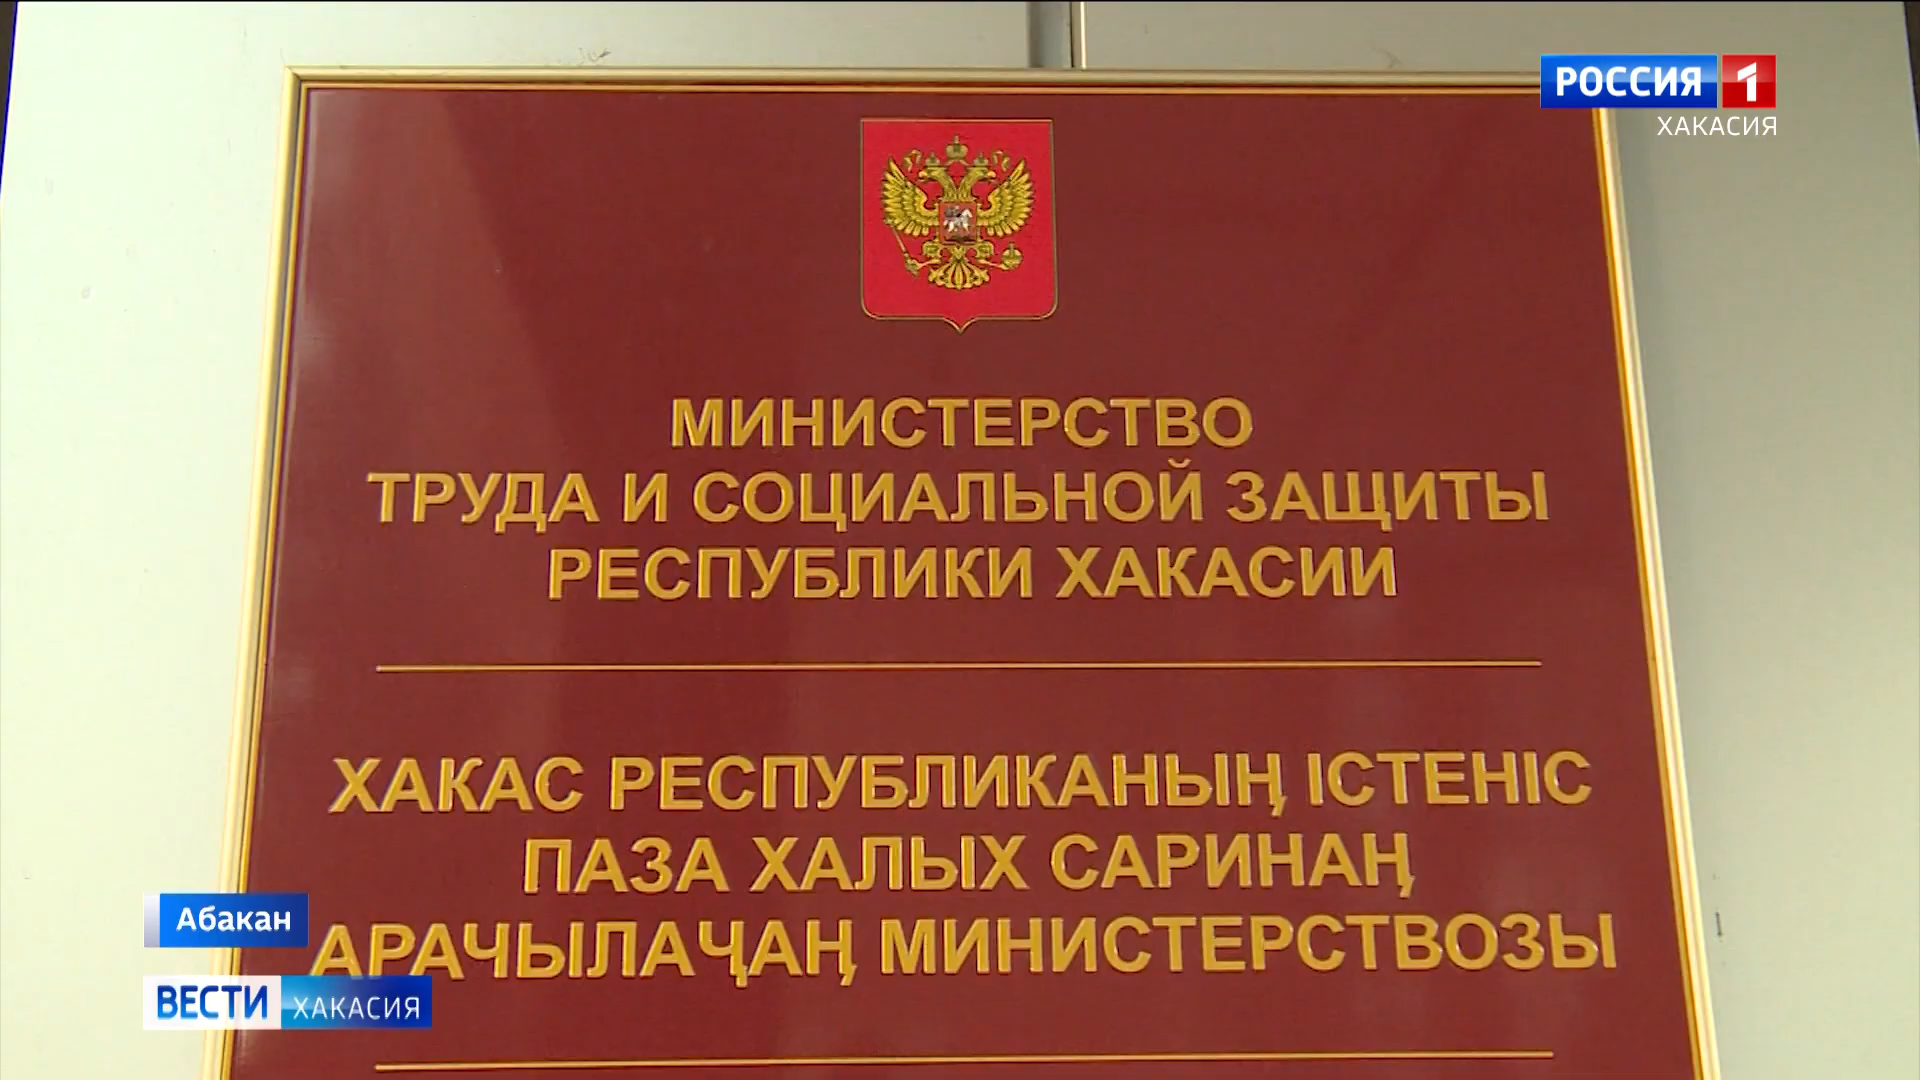 РОССИЯ 1
ХАКАСИЯ
МИНИСТЕРСТВО
ТРУДА И СОЦИАЛЬНОЙ ЗАЩИТЫ
РЕСПУБЛИКИ ХАКАСИИ
ХАКАС РЕСПУБЛИКАНЫҢ ІСТЕНІС
ПАЗА ХАЛЫХ САРИНАҢ
АРАЧЫЛАҶАҢ МИНИСТЕРСТВОЗЫ
Абакан
ВЕСТИ ХАКАСИЯ